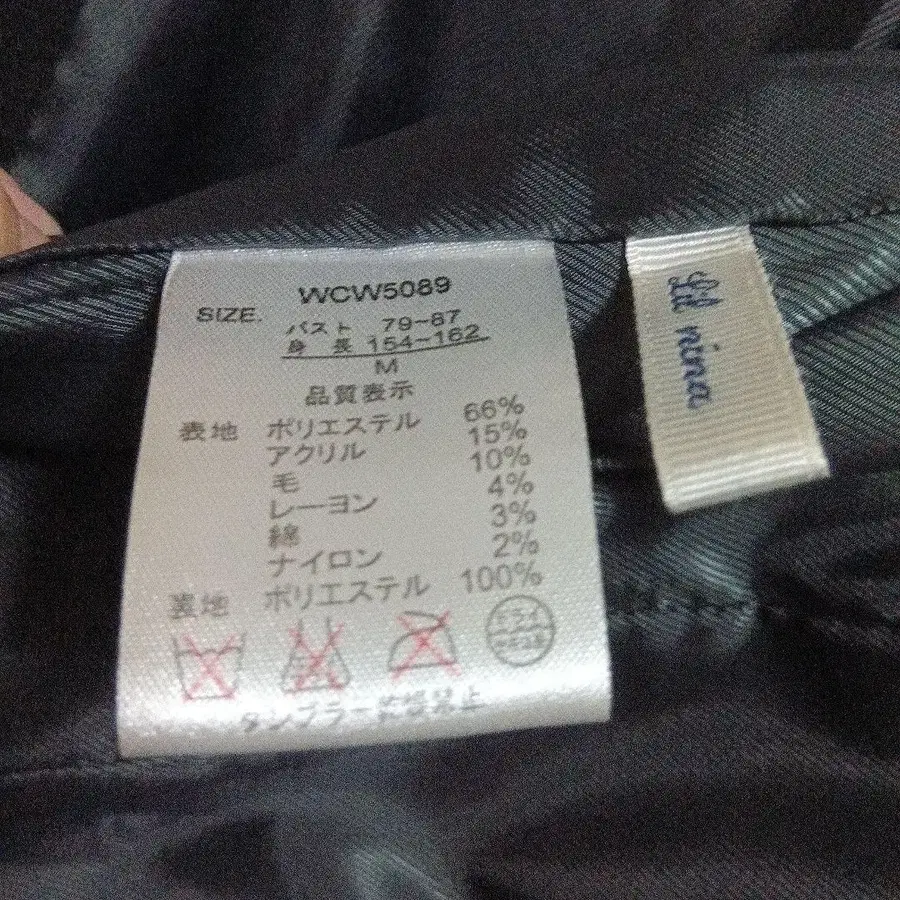 WCW5089
SIZE. バスト 79-87
身長 154-162
M
品質表示
表地 ポリエステル 66%
アクリル 15%
毛 10%
レーヨン 4%
綿 3%
ナイロン 2%
裏地 ポリエステル 100%
ドライ
タンブラー乾燥禁止
Lil nina